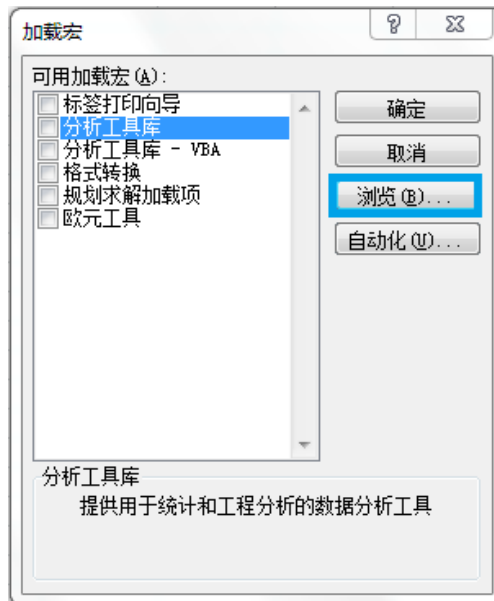 加载宏
可用加载宏(A):
标签打印向导
分析工具库
分析工具库 - VBA
格式转换
规划求解加载项
欧元工具
确定
取消
浏览(B)...
自动化(U)...
分析工具库
提供用于统计和工程分析的数据分析工具